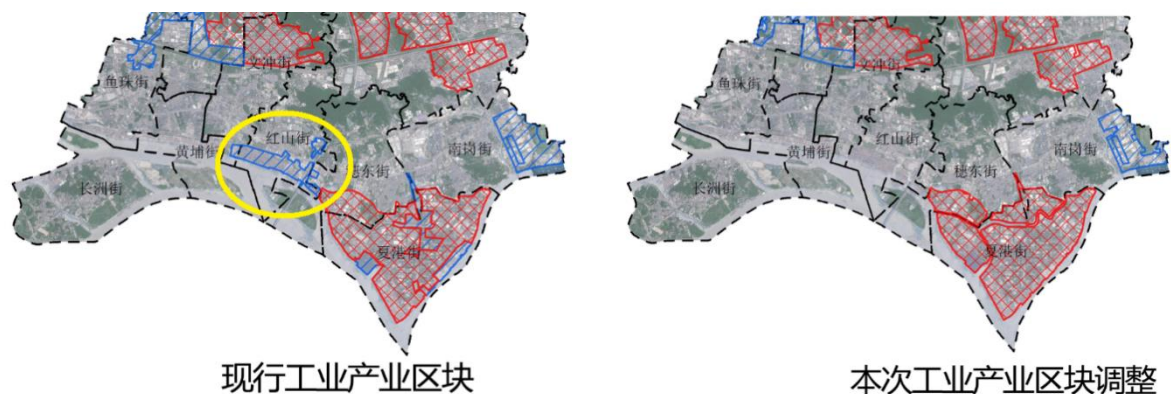 文冲街
鱼珠街
红山街
黄埔街
南岗街
穗东街
长洲街
夏港街
现行工业产业区块
文冲街
鱼珠街
红山街
黄埔街
南岗街
穗东街
长洲街
夏港街
本次工业产业区块调整